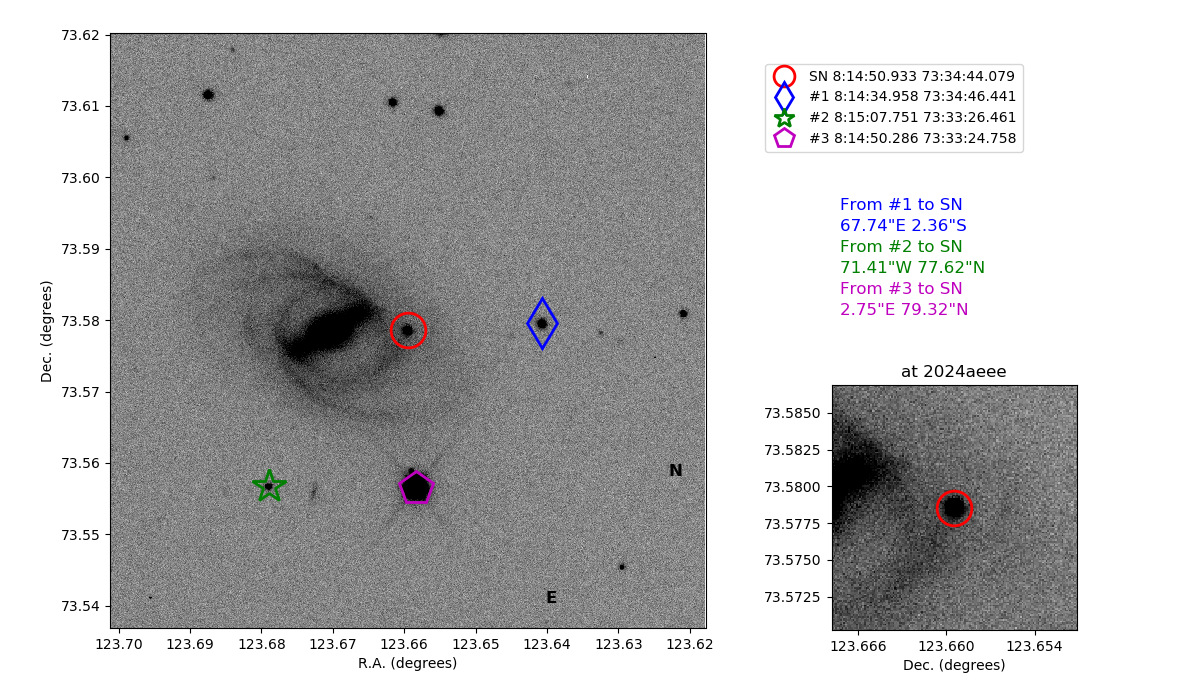 73.62
73.61
73.60
73.59
73.58
73.57
73.56
73.55
73.54
Dec. (degrees)
123.70 123.69 123.68 123.67 123.66 123.65 123.64 123.63 123.62
R.A. (degrees)
N
E
SN 8:14:50.933 73:34:44.079
#1 8:14:34.958 73:34:46.441
#2 8:15:07.751 73:33:26.461
#3 8:14:50.286 73:33:24.758
From #1 to SN
67.74"E 2.36"S
From #2 to SN
71.41"W 77.62"N
From #3 to SN
2.75"E 79.32"N
at 2024aeee
73.5850
73.5825
73.5800
73.5775
73.5750
73.5725
123.666 123.660 123.654
Dec. (degrees)